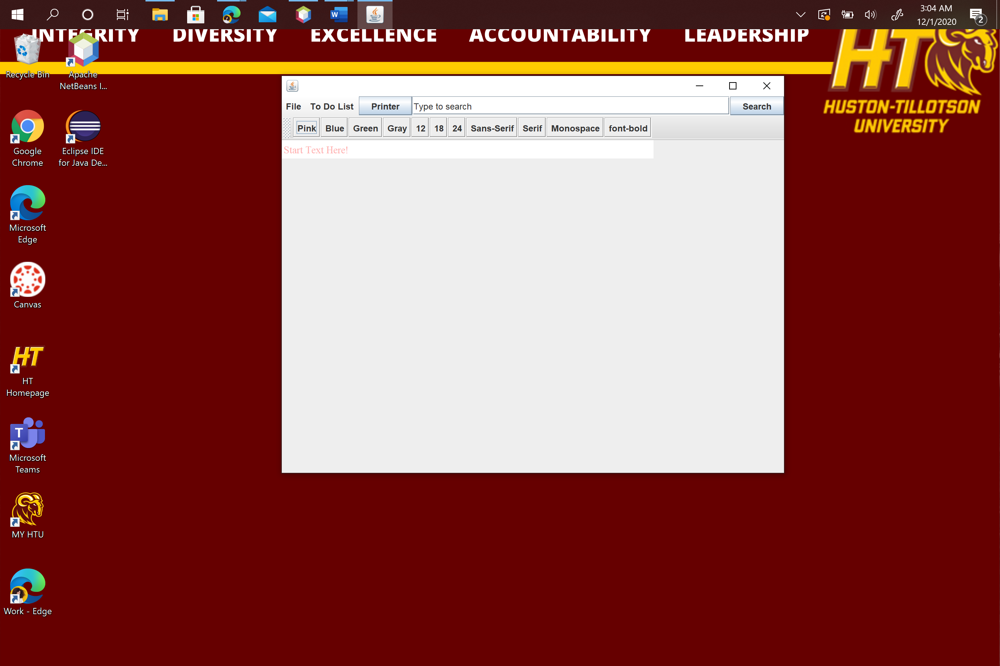 3:04 AM
12/1/2020
2
INTEGRITY DIVERSITY EXCELLENCE ACCOUNTABILITY LEADERSHIP
HT
HUSTON-TILLOTSON
UNIVERSITY
Recycle Bin
Apache
NetBeans I...
Google
Chrome
Eclipse IDE
for Java De...
Microsoft
Edge
Canvas
HT
HT
Homepage
T
Microsoft
Teams
MY HTU
Work - Edge
W
File To Do List Printer Type to search Search
Pink Blue Green Gray 12 18 24 Sans-Serif Serif Monospace font-bold
Start Text Here!